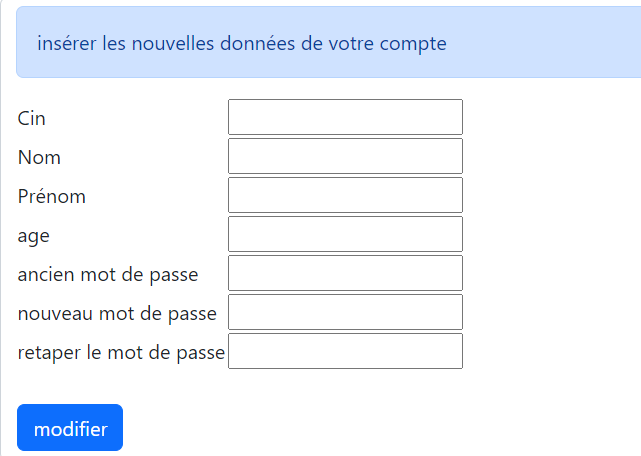 insérer les nouvelles données de votre compte
Cin
Nom
Prénom
age
ancien mot de passe
nouveau mot de passe
retaper le mot de passe
modifier